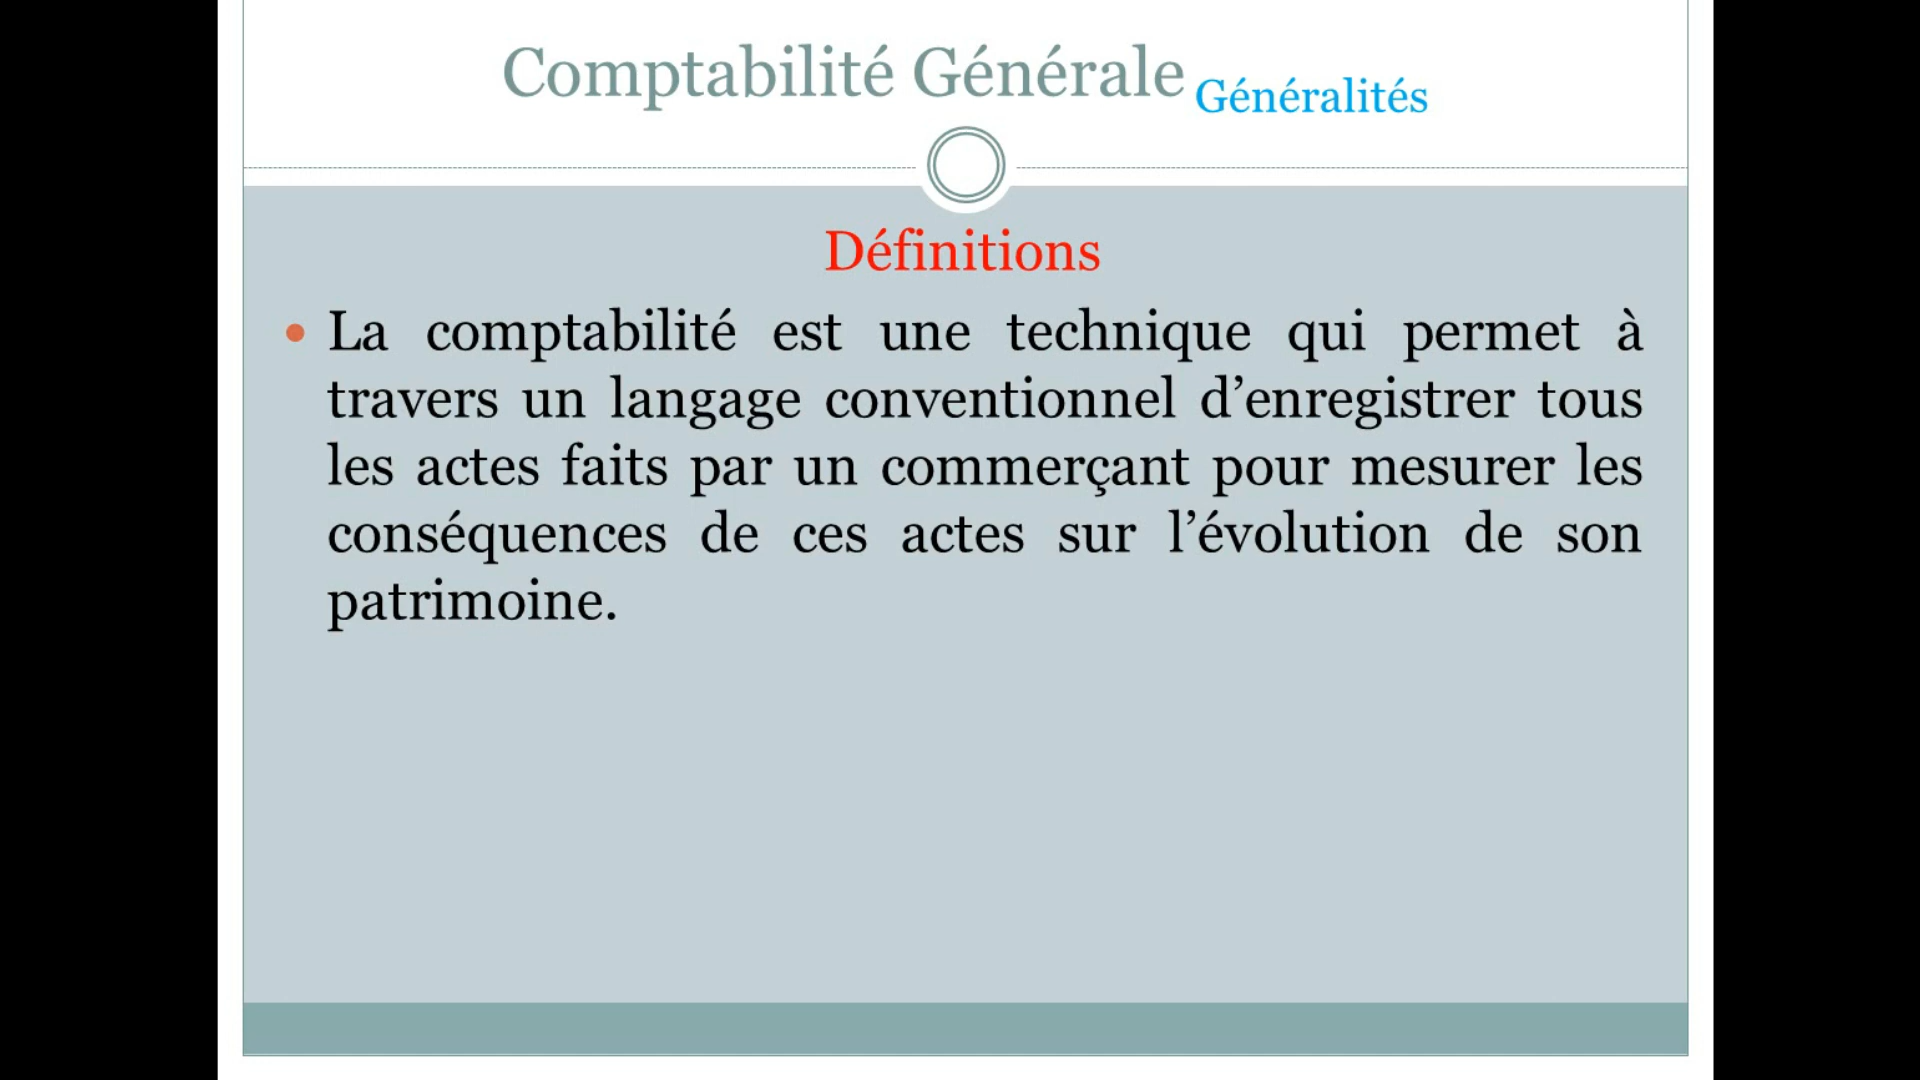 Comptabilité Générale Généralités
Définitions
• La comptabilité est une technique qui permet à
travers un langage conventionnel d’enregistrer tous
les actes faits par un commerçant pour mesurer les
conséquences de ces actes sur l’évolution de son
patrimoine.